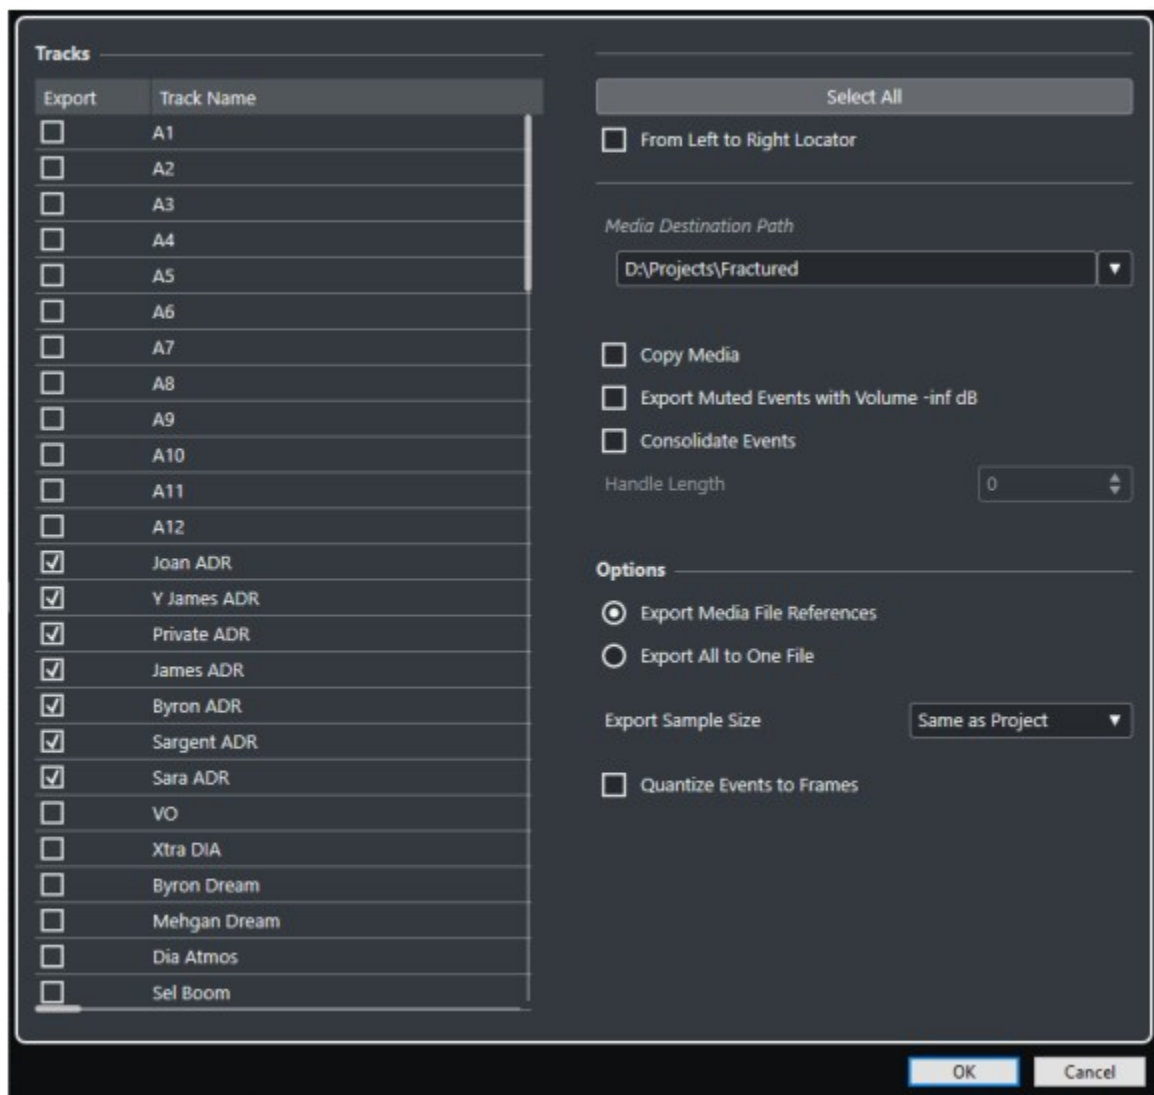 Tracks
Export Track Name
A1
A2
A3
A4
A5
A6
A7
A8
A9
A10
A11
A12
Joan ADR
Y James ADR
Private ADR
James ADR
Byron ADR
Sargent ADR
Sara ADR
VO
Xtra DIA
Byron Dream
Mehgan Dream
Dia Atmos
Sel Boom
Select All
From Left to Right Locator
Media Destination Path
D:\Projects\Fractured
Copy Media
Export Muted Events with Volume -inf dB
Consolidate Events
Handle Length 0
Options
Export Media File References
Export All to One File
Export Sample Size Same as Project
Quantize Events to Frames
OK Cancel